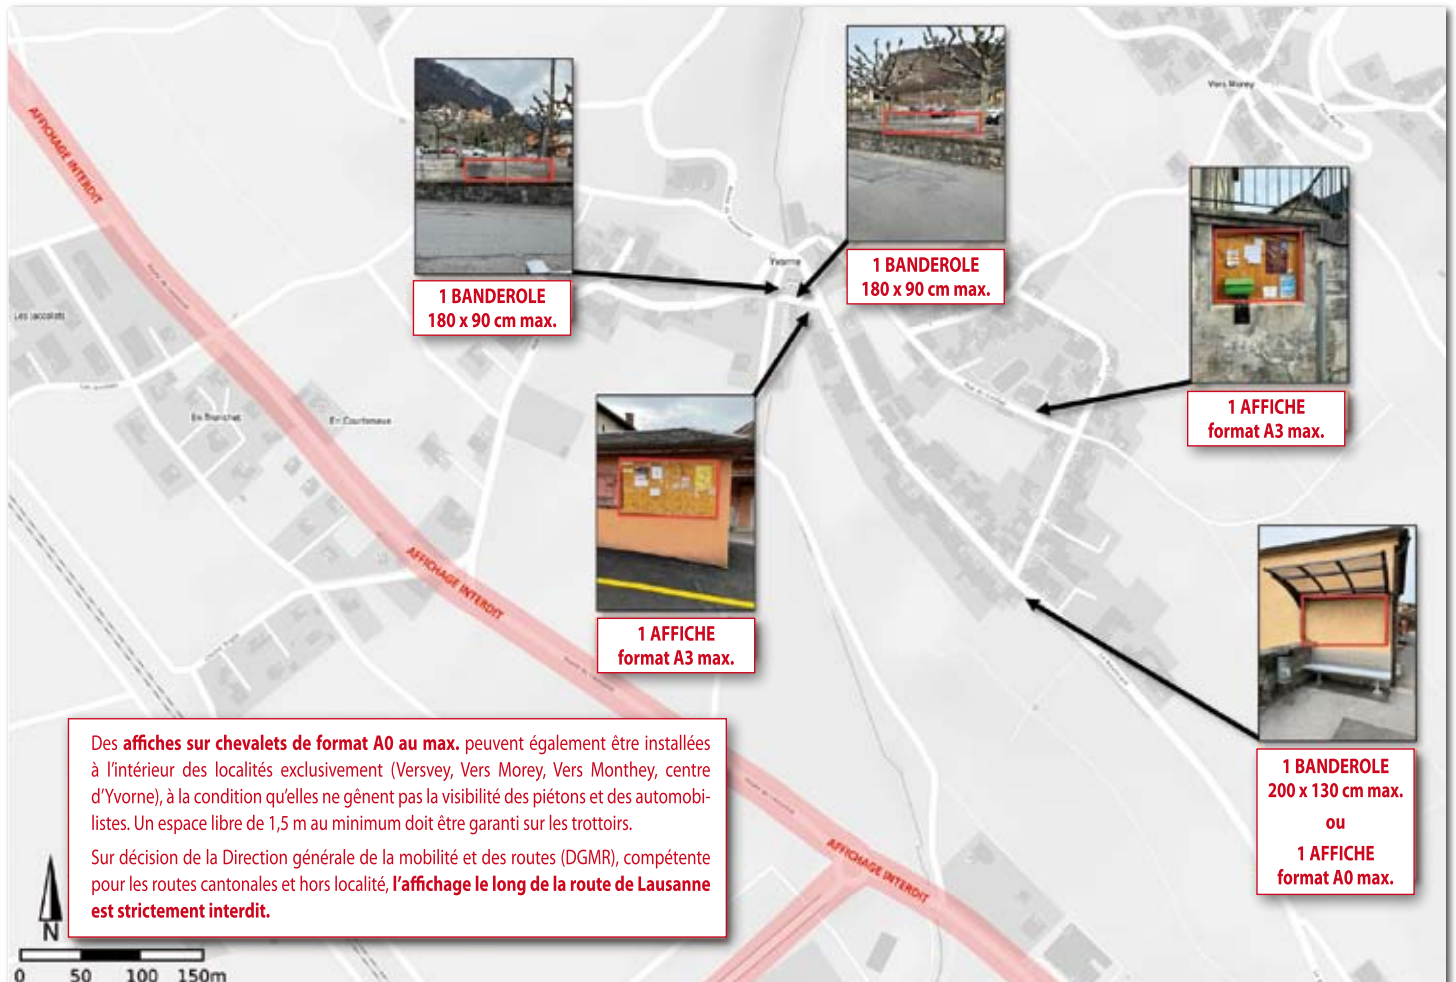 AFFICHAGE INTERDIT
Vers Morey
Yvorne
1 BANDEROLE
180 x 90 cm max.
1 BANDEROLE
180 x 90 cm max.
1 AFFICHE
format A3 max.
Les Jaccolats
En Tranchet
En Courteneux
1 AFFICHE
format A3 max.
AFFICHAGE INTERDIT
1 BANDEROLE
200 x 130 cm max.
ou
1 AFFICHE
format A0 max.
Des affiches sur chevalets de format A0 au max. peuvent également être installées
à l'intérieur des localités exclusivement (Versvey, Vers Morey, Vers Monthey, centre
d'Yvorne), à la condition qu'elles ne gênent pas la visibilité des piétons et des automobi-
listes. Un espace libre de 1,5 m au minimum doit être garanti sur les trottoirs.
Sur décision de la Direction générale de la mobilité et des routes (DGMR), compétente
pour les routes cantonales et hors localité, l'affichage le long de la route de Lausanne
est strictement interdit.
AFFICHAGE INTERDIT
N
0 50 100 150m